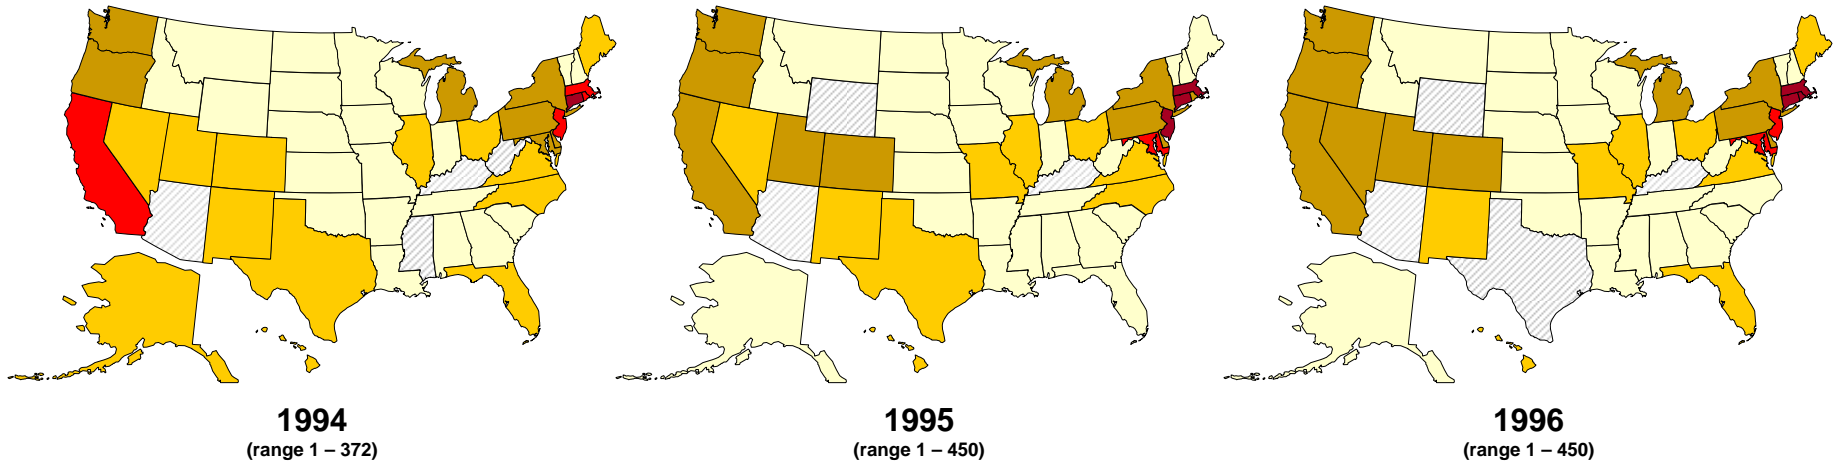 1994
(range 1 – 372)
1995
(range 1 – 450)
1996
(range 1 – 450)